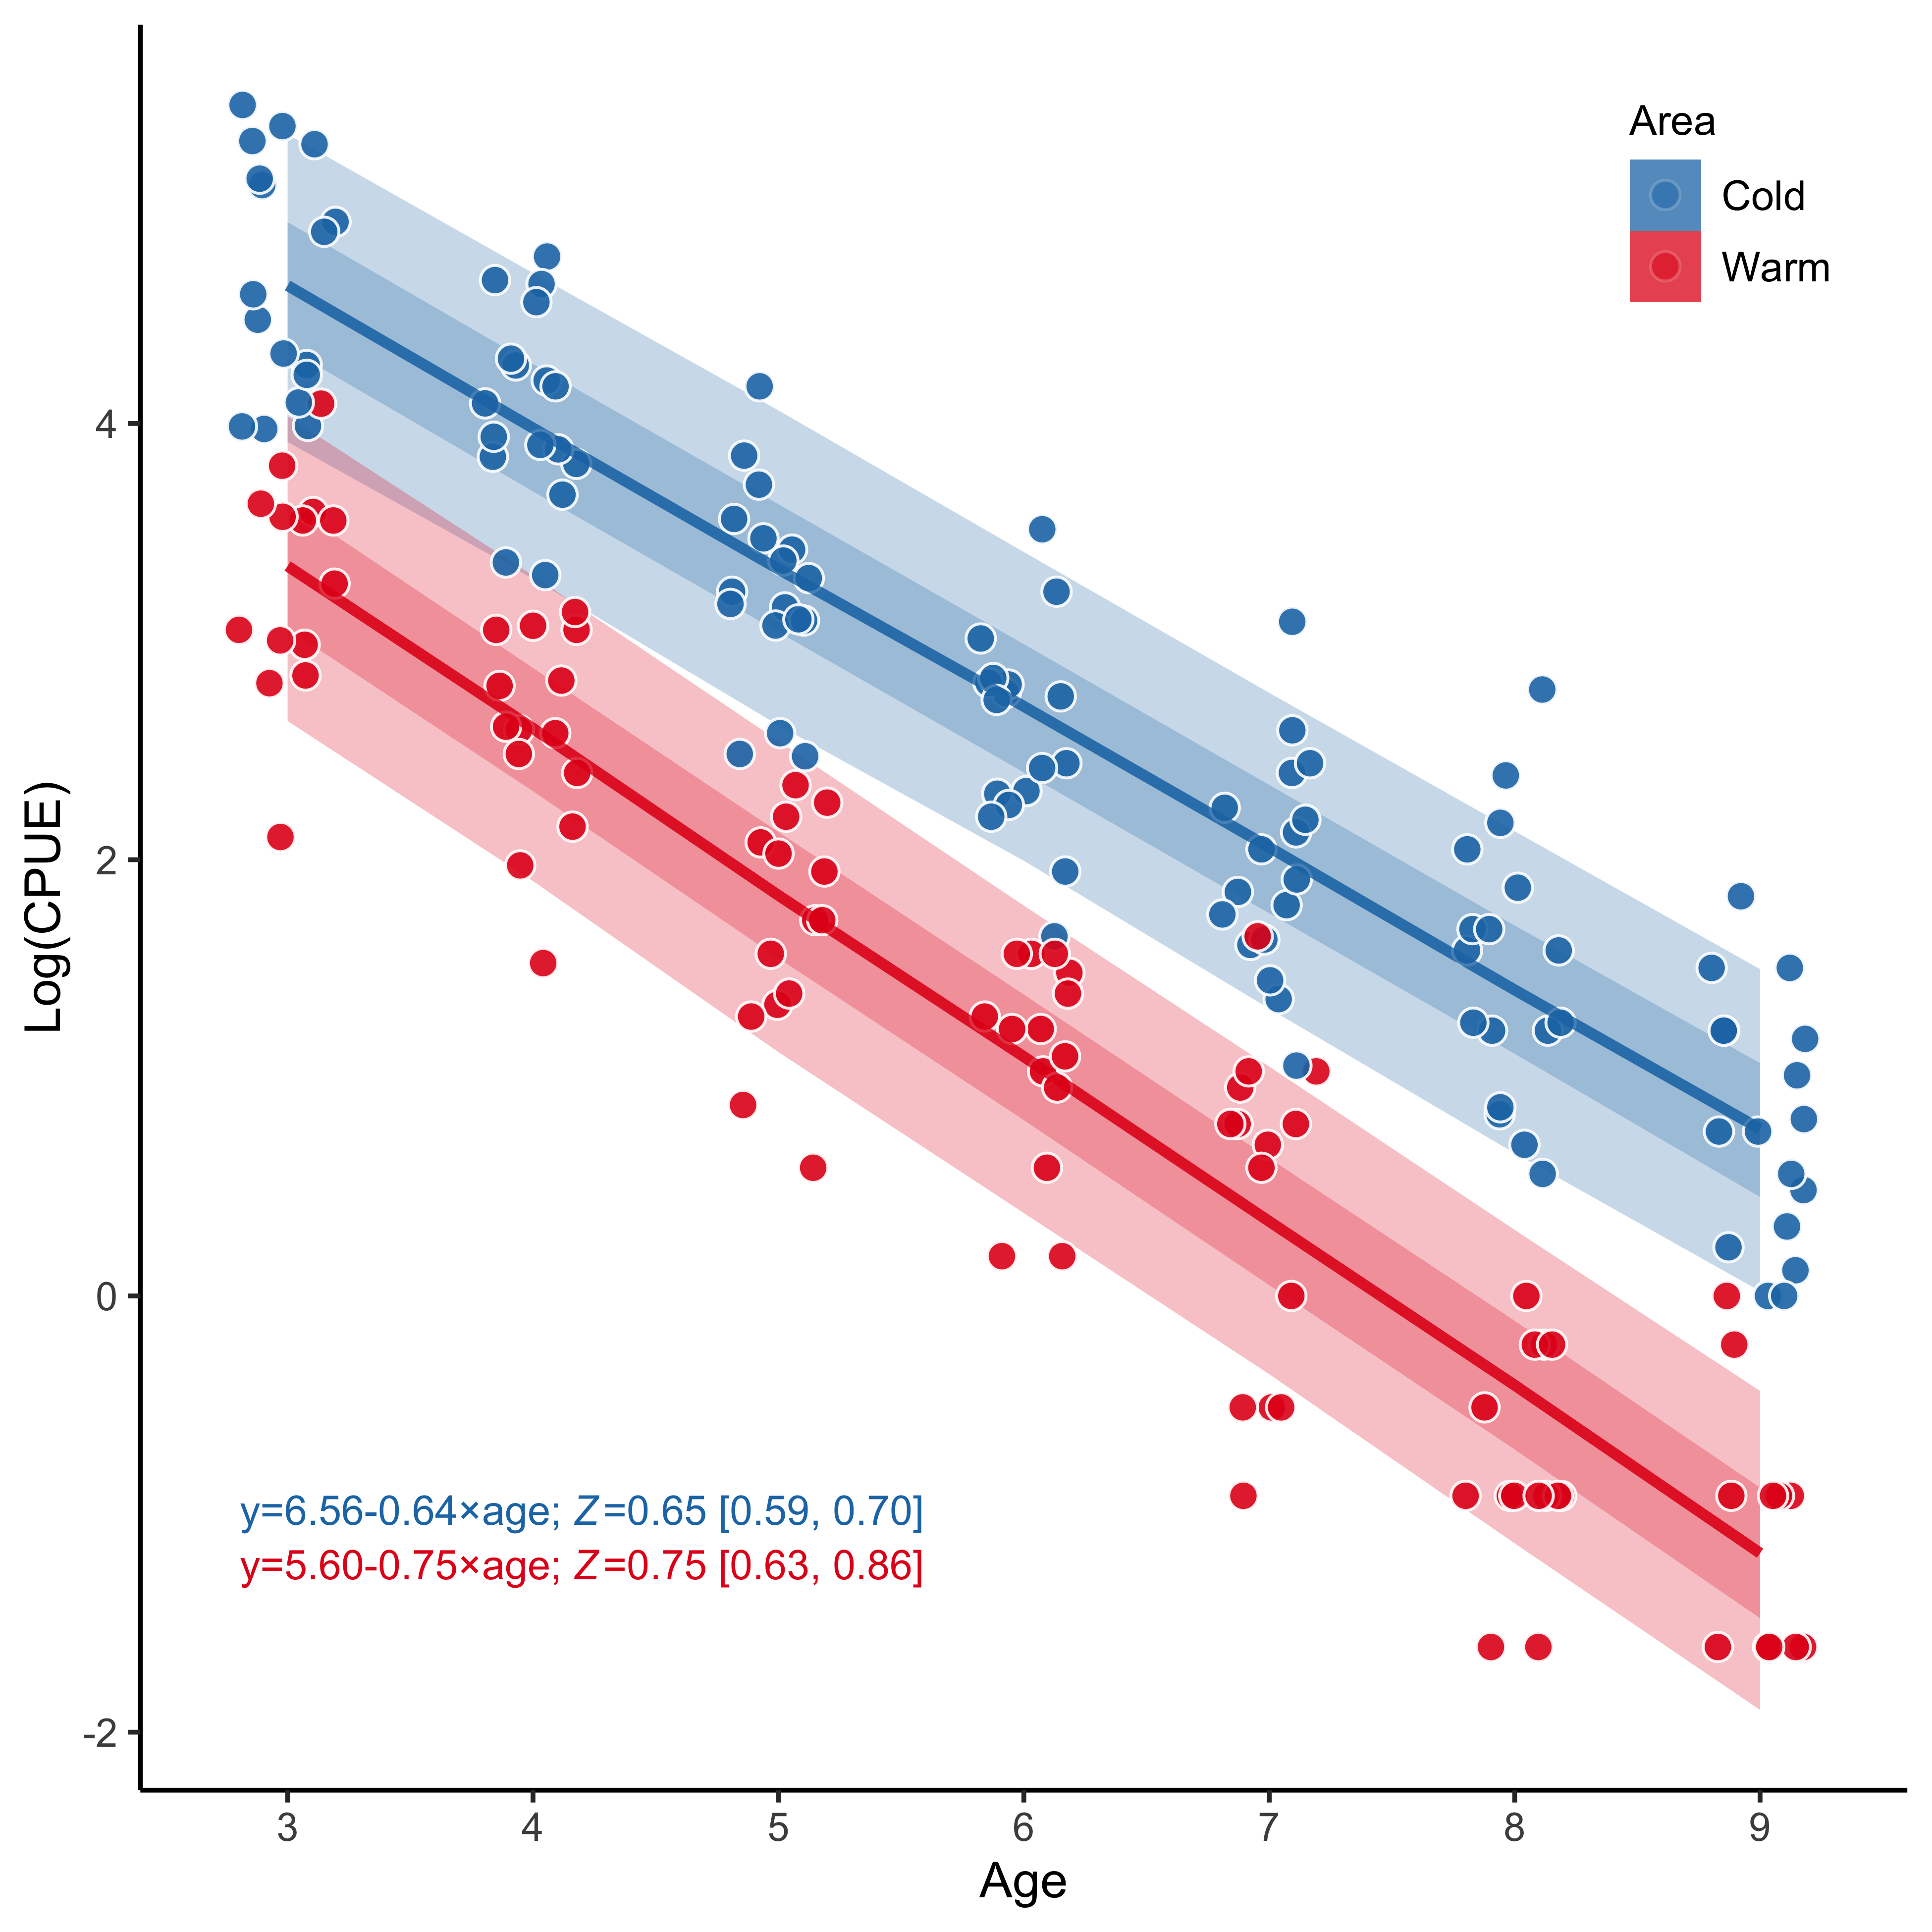 Area
Cold
Warm
4
2
0
-2
Log(CPUE)
y=6.56-0.64×age; Z=0.65 [0.59, 0.70]
y=5.60-0.75×age; Z=0.75 [0.63, 0.86]
3 4 5 6 7 8 9
Age